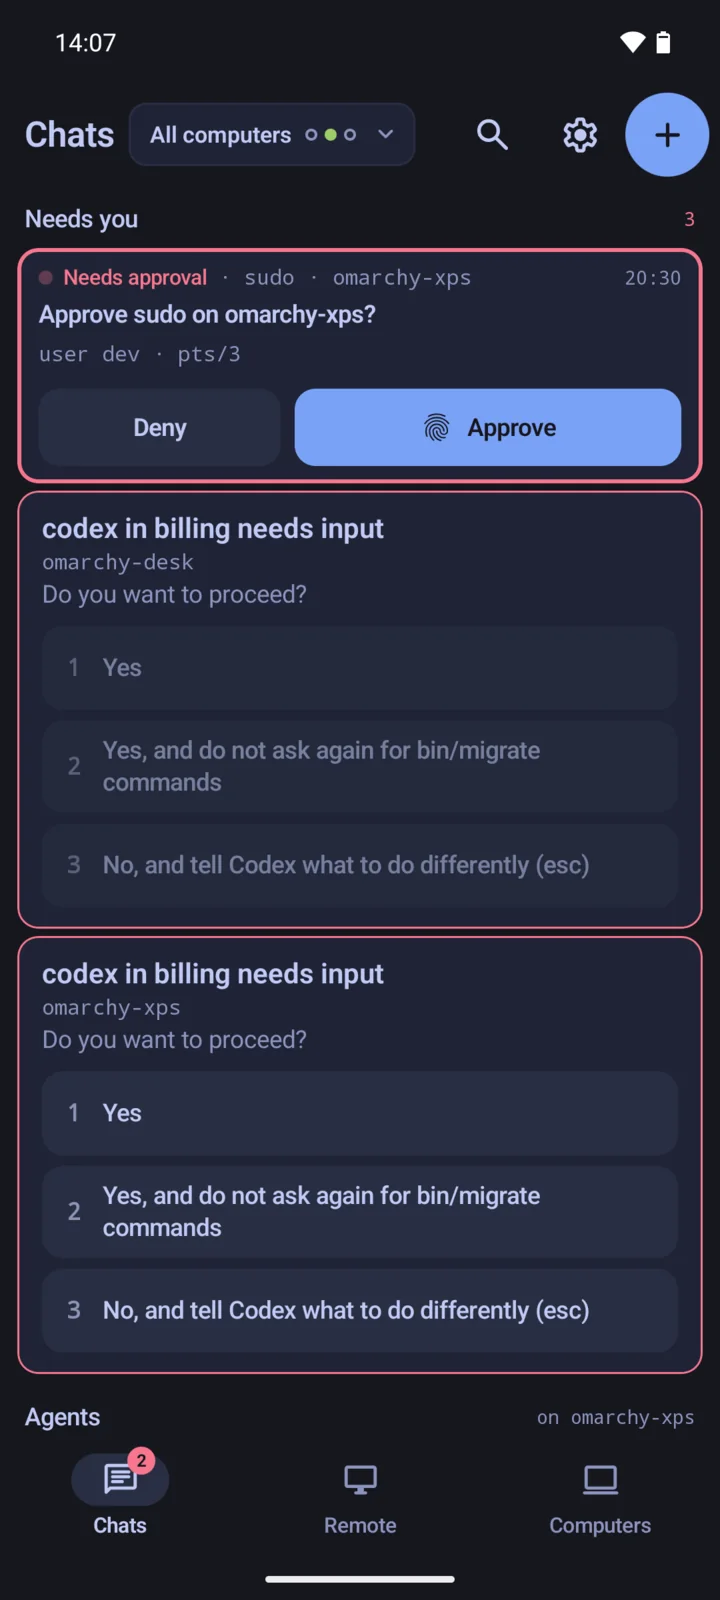 14:07
Chats
All computers
Needs you
3
Needs approval · sudo · omarchy-xps
20:30
Approve sudo on omarchy-xps?
user dev · pts/3
Deny
Approve
codex in billing needs input
omarchy-desk
Do you want to proceed?
1 Yes
2 Yes, and do not ask again for bin/migrate
commands
3 No, and tell Codex what to do differently (esc)
codex in billing needs input
omarchy-xps
Do you want to proceed?
1 Yes
2 Yes, and do not ask again for bin/migrate
commands
3 No, and tell Codex what to do differently (esc)
Agents
on omarchy-xps
2
Chats
Remote
Computers